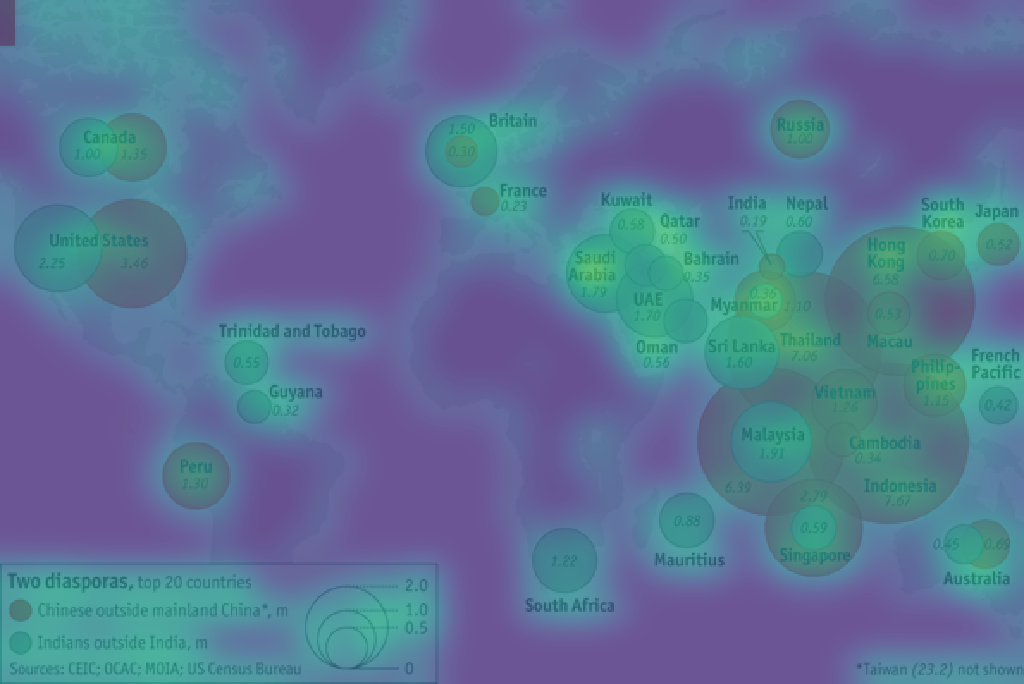 Canada
1.00
1.35
United States
2.25
3.46
Britain
1.50
0.30
France
0.23
Russia
1.00
Trinidad and Tobago
0.55
Guyana
0.32
Peru
1.30
Kuwait
0.58
Qatar
0.50
Saudi
Arabia
1.79
Bahrain
0.35
UAE
1.70
Oman
0.56
India
0.19
Nepal
0.60
Myanmar
0.36
1.10
Sri Lanka
1.60
Thailand
7.06
Hong
Kong
6.58
0.53
Macau
South
Korea
0.20
Japan
0.52
Philip-
pines
1.15
French
Pacific
0.42
Vietnam
1.26
Malaysia
1.91
6.39
Cambodia
0.34
Indonesia
7.67
2.79
0.59
Singapore
0.88
Mauritius
1.22
South Africa
0.45
Australia
Two diasporas, top 20 countries
Chinese outside mainland China*, m
Indians outside India, m
2.0
1.0
0.5
0
Sources: CEIC; OCAC; MOIA; US Census Bureau
*Taiwan (23.2) not shown